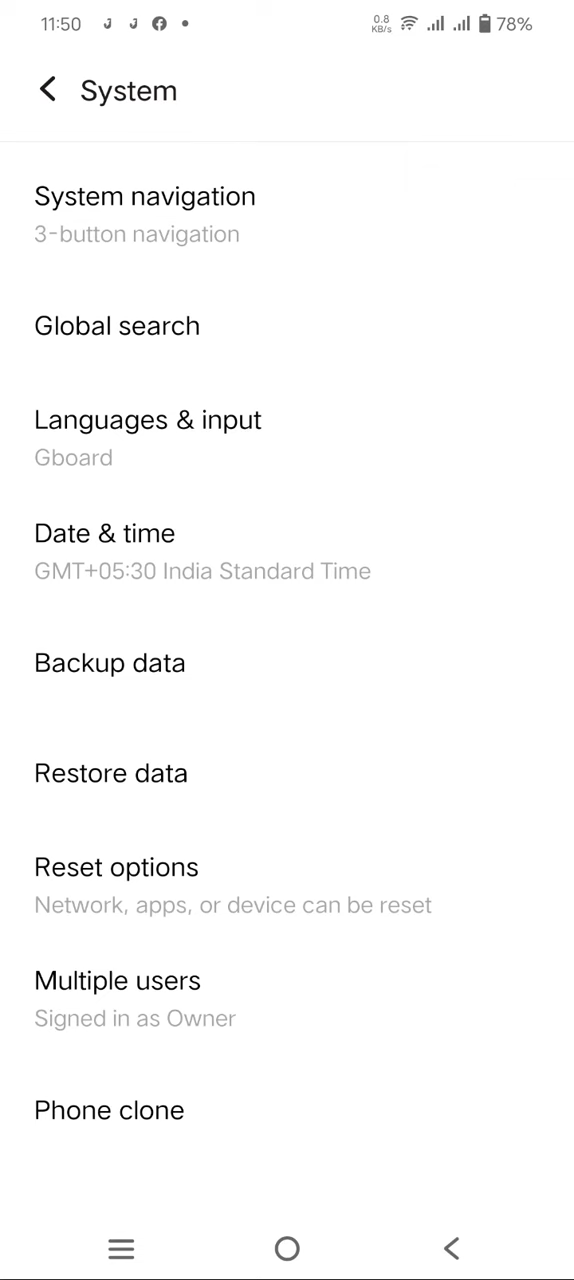 11:50
0.8
KB/s
78%
System
System navigation
3-button navigation
Global search
Languages & input
Gboard
Date & time
GMT+05:30 India Standard Time
Backup data
Restore data
Reset options
Network, apps, or device can be reset
Multiple users
Signed in as Owner
Phone clone